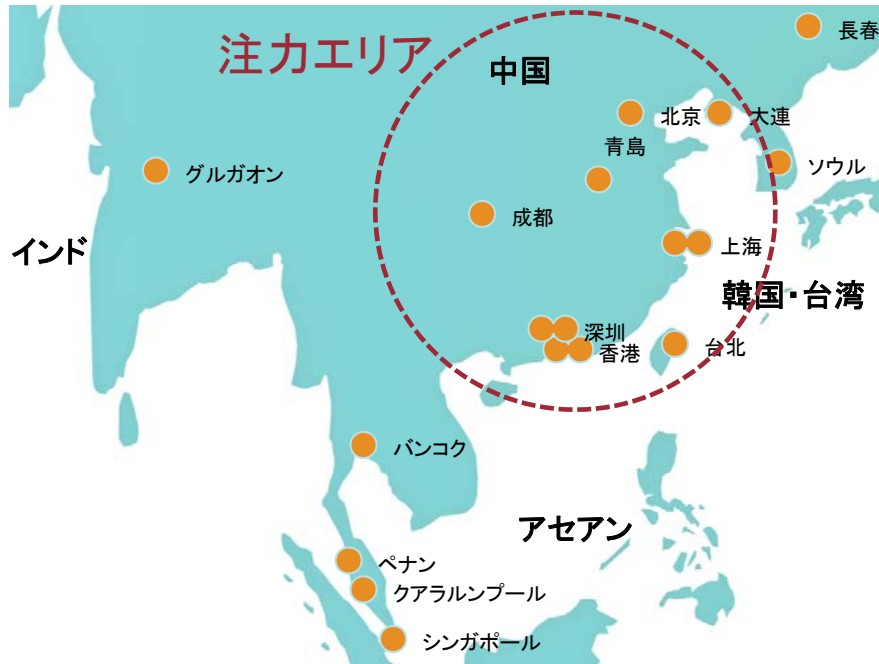 注力エリア
長春
中国
北京
大連
青島
ソウル
グルガオン
成都
インド
上海
韓国・台湾
深圳
香港
台北
バンコク
アセアン
ペナン
クアラルンプール
シンガポール